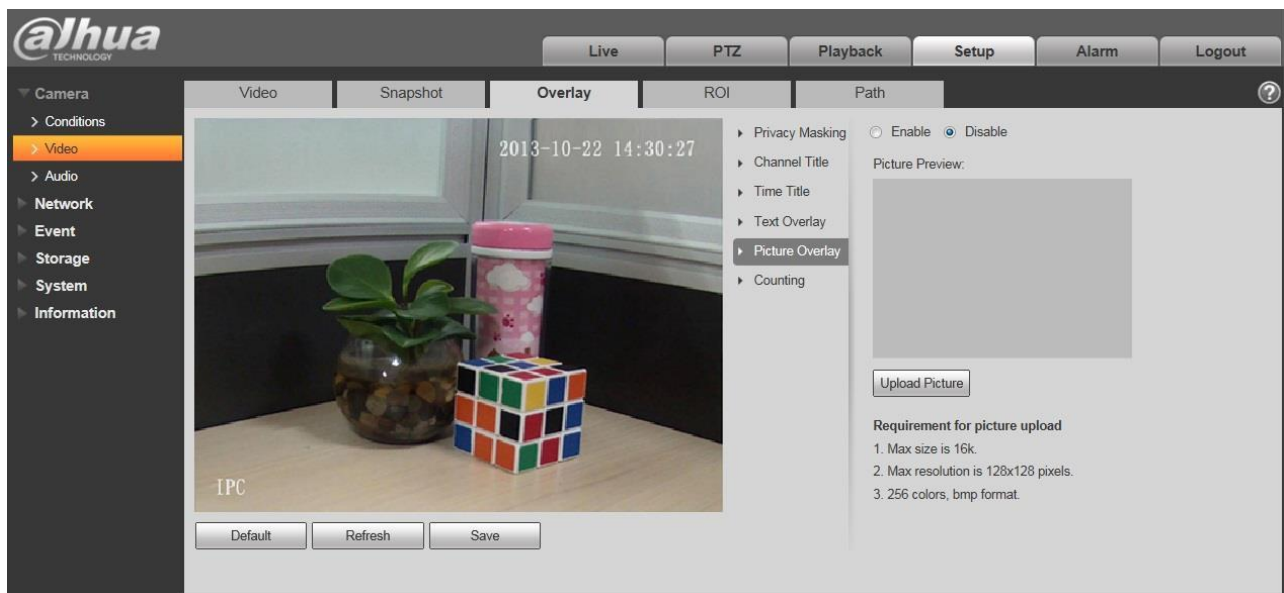 alhua
TECHNOLOGY
Live
PTZ
Playback
Setup
Alarm
Logout
Camera
Conditions
Video
Audio
Network
Event
Storage
System
Information
Video
Snapshot
Overlay
ROI
Path
?
2013-10-22 14:30:27
IPC
Default
Refresh
Save
Privacy Masking
Channel Title
Time Title
Text Overlay
Picture Overlay
Counting
Enable
Disable
Picture Preview:
Upload Picture
Requirement for picture upload
1. Max size is 16k.
2. Max resolution is 128x128 pixels.
3. 256 colors, bmp format.